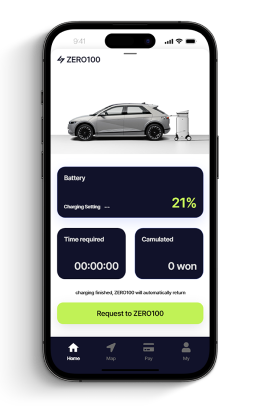 9:41
ZERO100
Battery
Charging Setting ...
21%
Time required
00:00:00
Camulated
0 won
charging finished, ZERO100 will automatically return
Request to ZERO100
Home
Map
Pay
My